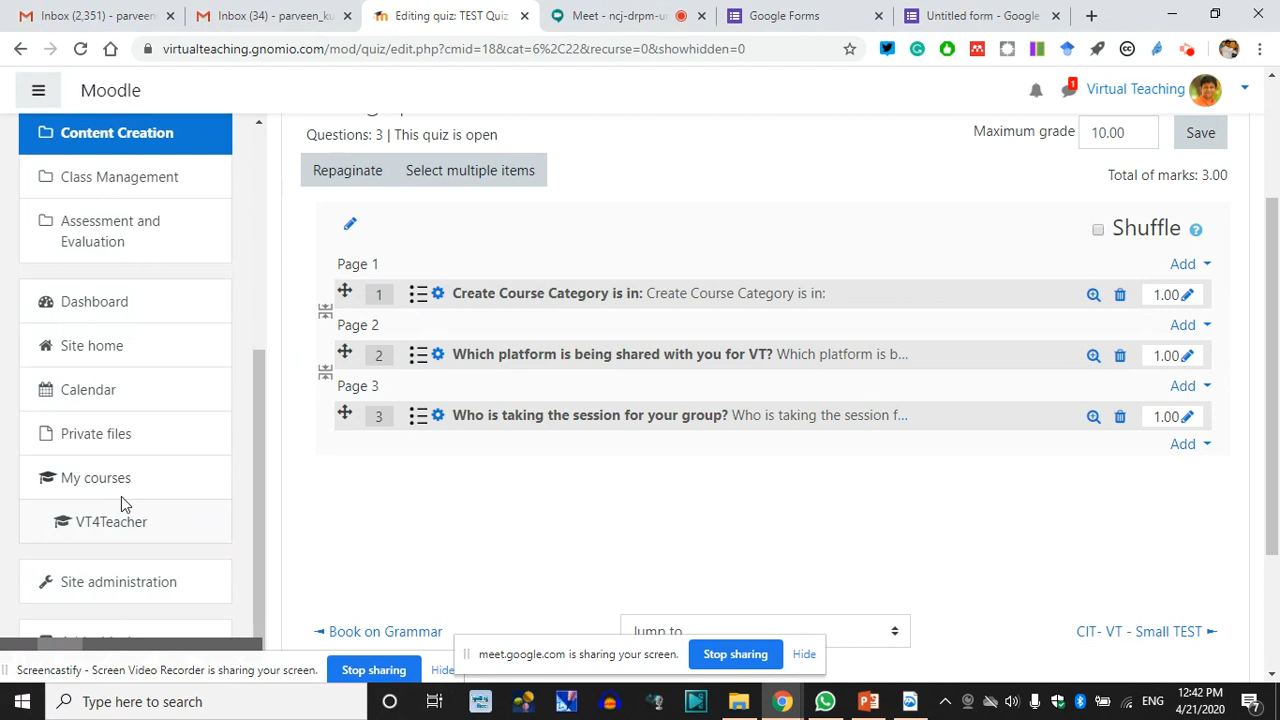 Inbox (2,351) - parveen
Inbox (34) - parveen_ku
Editing quiz: TEST Quiz
Meet - ncj-drpm-u
Google Forms
Untitled form - Google
virtualteaching.gnomio.com/mod/quiz/edit.php?cmid=18&cat=6%2C22&recurse=0&showhidden=0
Moodle
1
Virtual Teaching
Content Creation
Class Management
Assessment and
Evaluation
Dashboard
Site home
Calendar
Private files
My courses
VT4Teacher
Site administration
Questions: 3 | This quiz is open
Maximum grade 10.00 Save
Repaginate Select multiple items
Total of marks: 3.00
Shuffle
Page 1 Add
1 Create Course Category is in: Create Course Category is in: 1.00
Page 2 Add
2 Which platform is being shared with you for VT? Which platform is b... 1.00
Page 3 Add
3 Who is taking the session for your group? Who is taking the session f... 1.00
Add
Book on Grammar
Jump to...
CIT- VT - Small TEST
meet.google.com is sharing your screen. Stop sharing Hide
Screencastify - Screen Video Recorder is sharing your screen. Stop sharing Hide
Type here to search
ENG
12:42 PM
4/21/2020
7